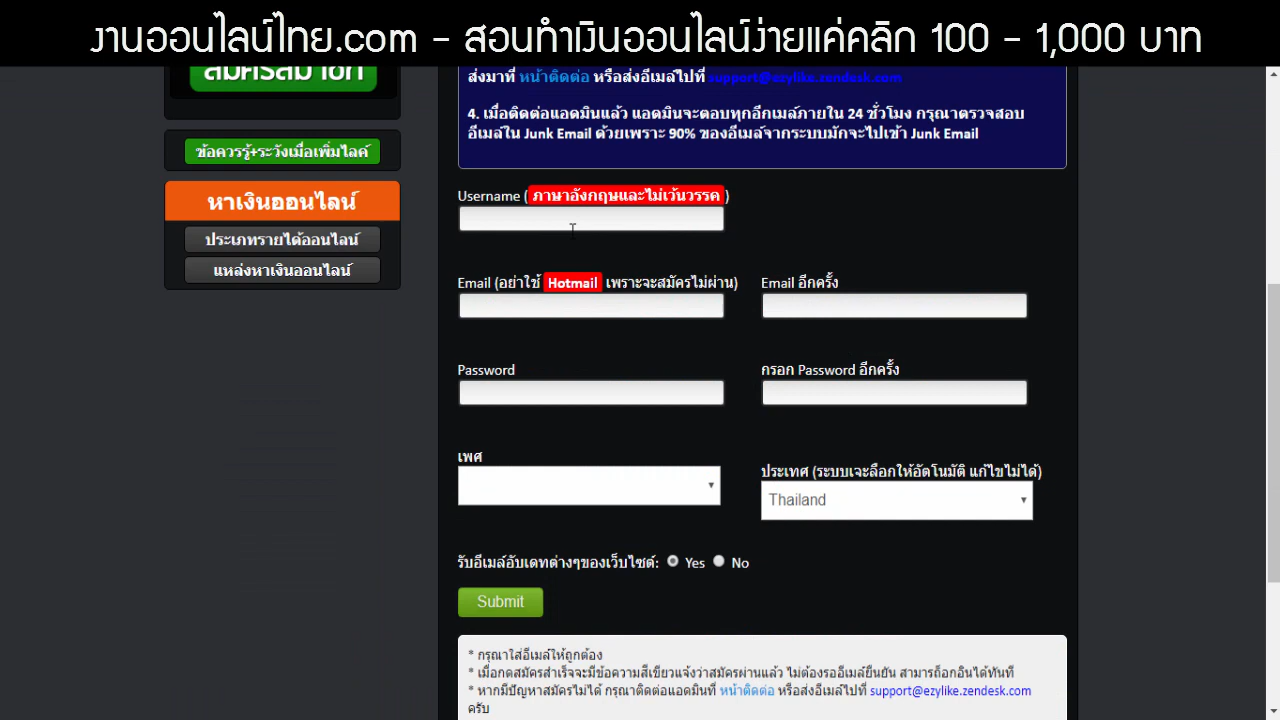 งานออนไลน์ไทย.com - สอนทำเงินออนไลน์ง่ายแค่คลิก 100 - 1,000 บาท
สมัครสมาชิก
ข้อควรรู้+ระวังเมื่อเพิ่มไลค์
หาเงินออนไลน์
ประเภทรายได้ออนไลน์
แหล่งหาเงินออนไลน์
ส่งมาที่ หน้าติดต่อ หรือส่งอีเมล์ไปที่ support@ezylike.zendesk.com
4. เมื่อติดต่อแอดมินแล้ว แอดมินจะตอบทุกอีกเมล์ภายใน 24 ชั่วโมง กรุณาตรวจสอบ
อีเมล์ใน Junk Email ด้วยเพราะ 90% ของอีเมล์จากระบบมักจะไปเข้า Junk Email
Username ( ภาษาอังกฤษและไม่เว้นวรรค )
Email (อย่าใช้ Hotmail เพราะจะสมัครไม่ผ่าน)
Email อีกครั้ง
Password
กรอก Password อีกครั้ง
เพศ
ประเทศ (ระบบเจะลือกให้อัตโนมัติ แก้ไขไม่ได้)
Thailand
รับอีเมล์อับเดทต่างๆของเว็บไซต์: Yes No
Submit
* กรุณาใส่อีเมล์ให้ถูกต้อง
* เมื่อกดสมัครสำเร็จจะมีข้อความสีเขียวแจ้งว่าสมัครผ่านแล้ว ไม่ต้องรออีเมล์ยืนยัน สามารถล็อกอินได้ทันที
* หากมีปัญหาสมัครไม่ได้ กรุณาติดต่อแอดมินที่ หน้าติดต่อ หรือส่งอีเมล์ไปที่ support@ezylike.zendesk.com
ครับ